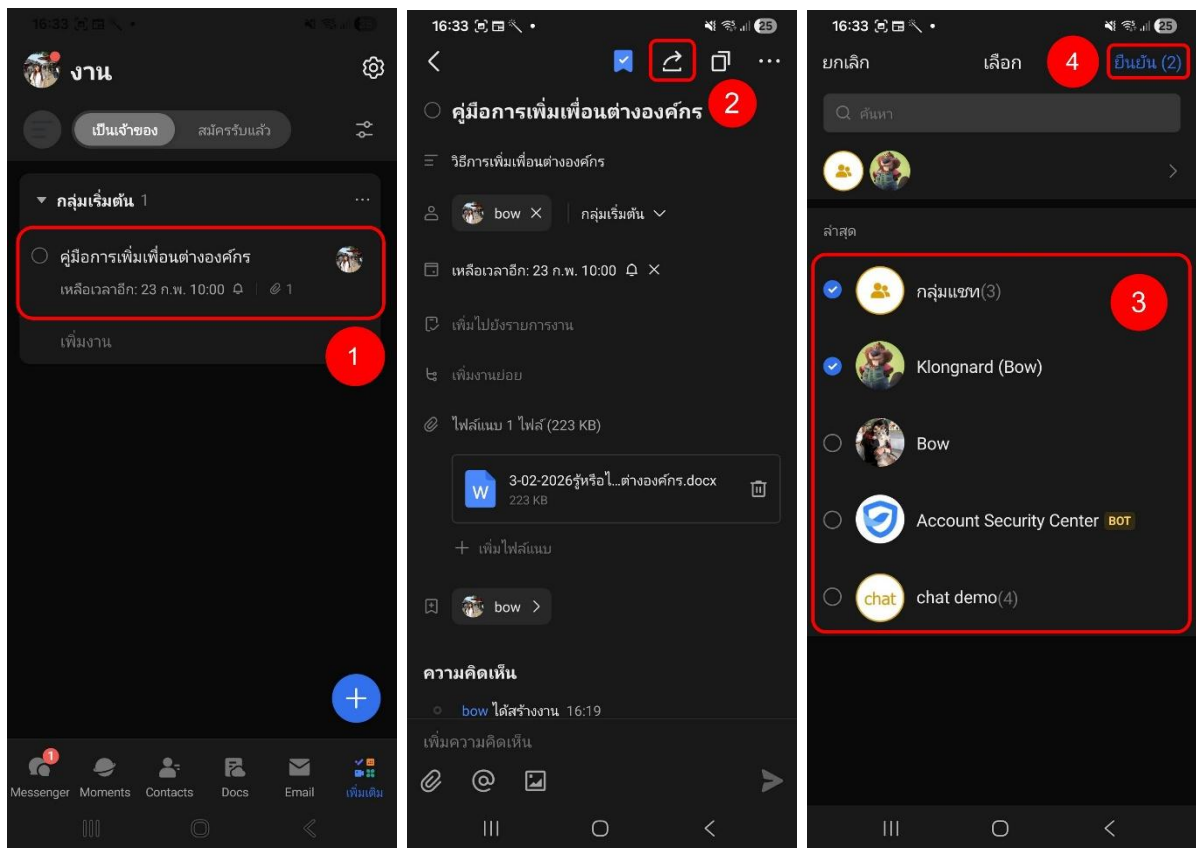 16:33
งาน
เป็นเจ้าของ
สมัครรับแล้ว
กลุ่มเริ่มต้น 1
คู่มือการเพิ่มเพื่อนต่างองค์กร
เหลือเวลาอีก: 23 ก.พ. 10:00
1
เพิ่มงาน
1
1
Messenger
Moments
Contacts
Docs
Email
เพิ่มเติม
16:33
25
2
คู่มือการเพิ่มเพื่อนต่างองค์กร
วิธีการเพิ่มเพื่อนต่างองค์กร
bow
กลุ่มเริ่มต้น
เหลือเวลาอีก: 23 ก.พ. 10:00
เพิ่มไปยังรายการงาน
เพิ่มงานย่อย
ไฟล์แนบ 1 ไฟล์ (223 KB)
W
3-02-2026รู้หรือไ...ต่างองค์กร.docx
223 KB
เพิ่มไฟล์แนบ
bow
ความคิดเห็น
bow ได้สร้างงาน 16:19
เพิ่มความคิดเห็น
16:33
25
ยกเลิก
เลือก
4
ยืนยัน (2)
ค้นหา
ล่าสุด
กลุ่มแชท(3)
3
Klongnard (Bow)
Bow
Account Security Center BOT
chat
chat demo(4)